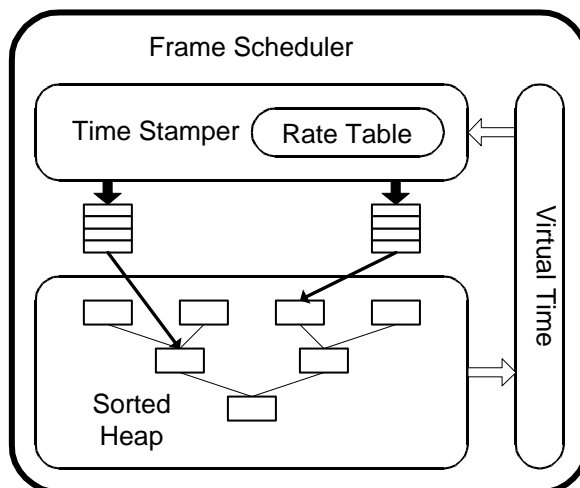 Frame Scheduler
Time Stamper
Rate Table
Virtual Time
Sorted
Heap